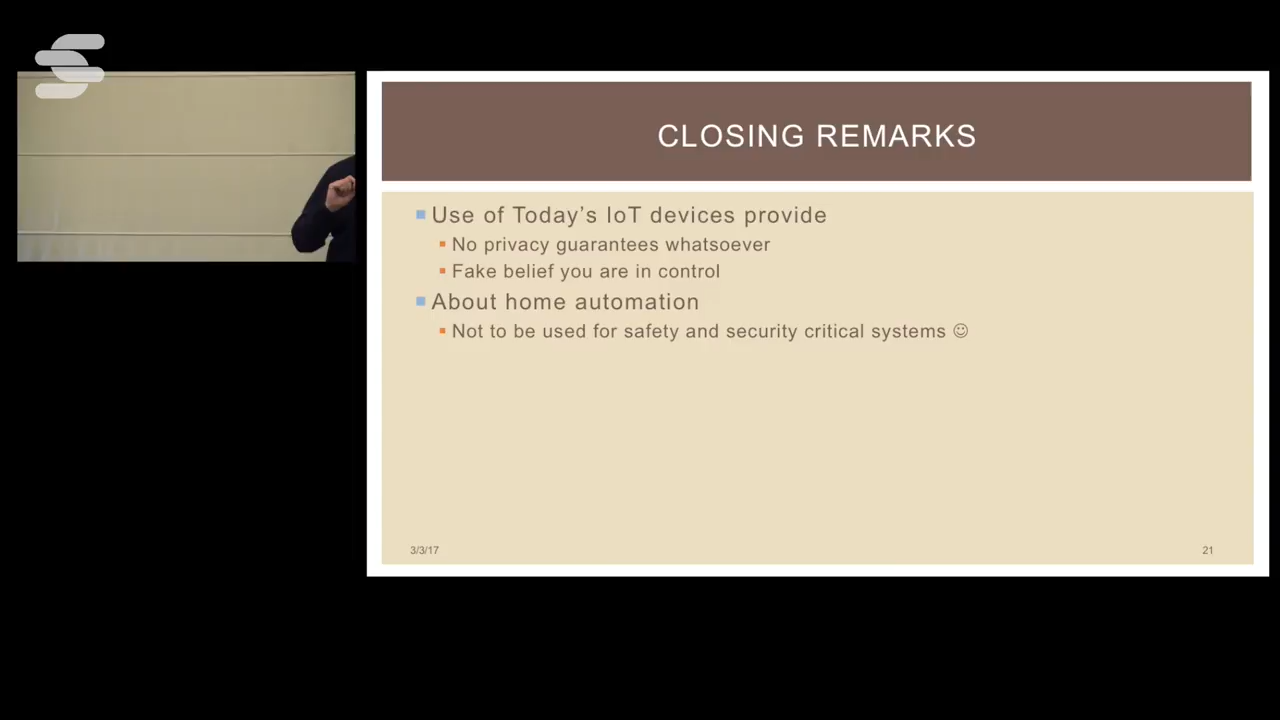 CLOSING REMARKS
Use of Today’s IoT devices provide
No privacy guarantees whatsoever
Fake belief you are in control
About home automation
Not to be used for safety and security critical systems ☺
3/3/17
21